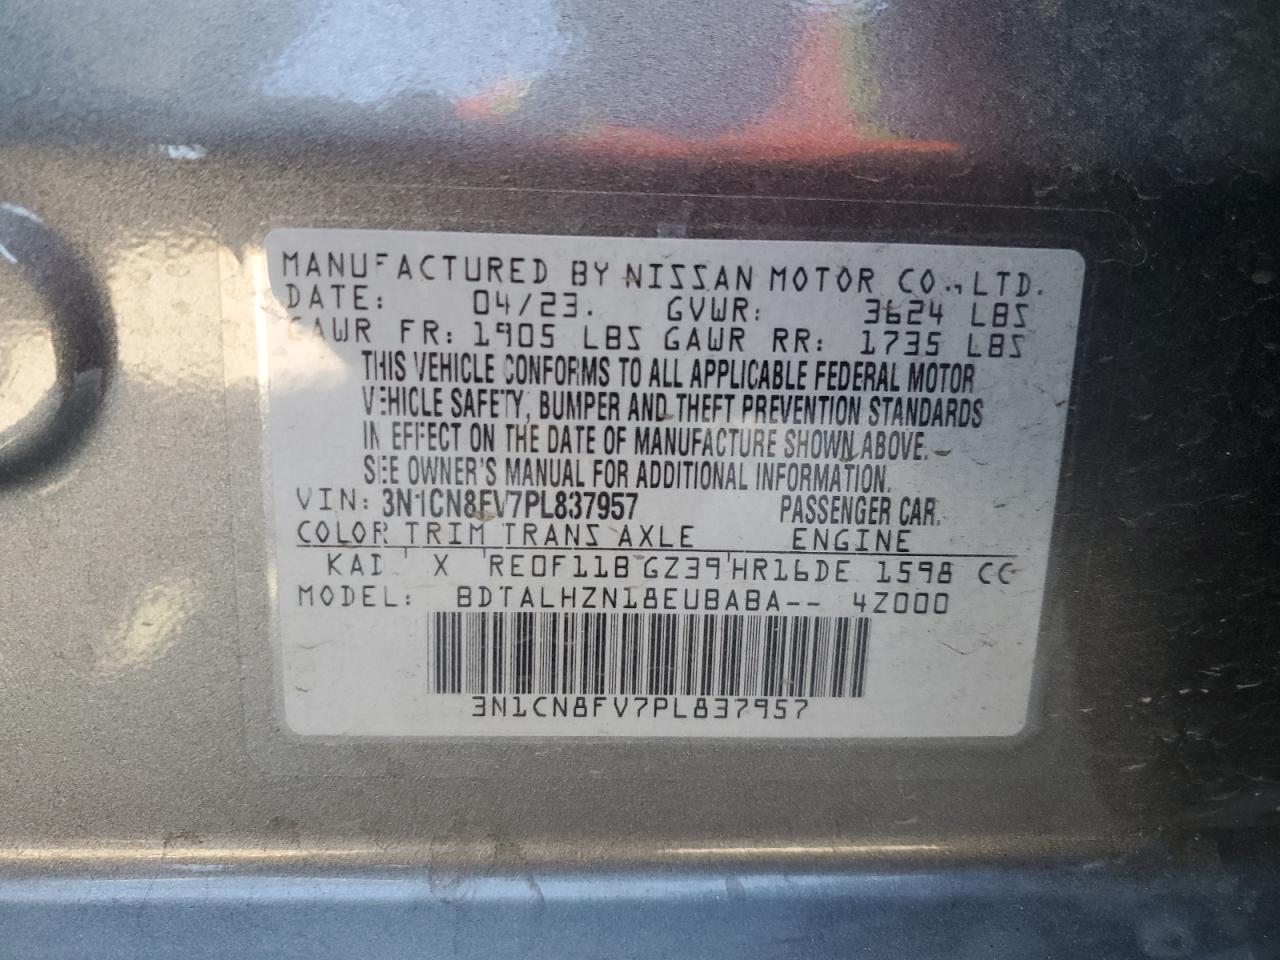 MANUFACTURED BY NISSAN MOTOR CO., LTD.
DATE: 04/23. GVWR: 3624 LBS
GAWR FR: 1905 LBS GAWR RR: 1735 LBS
THIS VEHICLE CONFORMS TO ALL APPLICABLE FEDERAL MOTOR
VEHICLE SAFETY, BUMPER AND THEFT PREVENTION STANDARDS
IN EFFECT ON THE DATE OF MANUFACTURE SHOWN ABOVE.
SEE OWNER'S MANUAL FOR ADDITIONAL INFORMATION.
VIN: 3N1CN8FV7PL837957 PASSENGER CAR.
COLOR TRIM TRANS AXLE ENGINE
KAD X RE0F11B GZ39 HR16DE 1598 CC
MODEL: BDTALHZN18EUBABA-- 4Z000
3N1CN8FV7PL837957